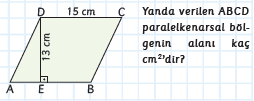 D 15 cm C
13 cm
A E B
Yanda verilen ABCD
paralelkenarsal böl-
genin alanı kaç
cm²'dir?